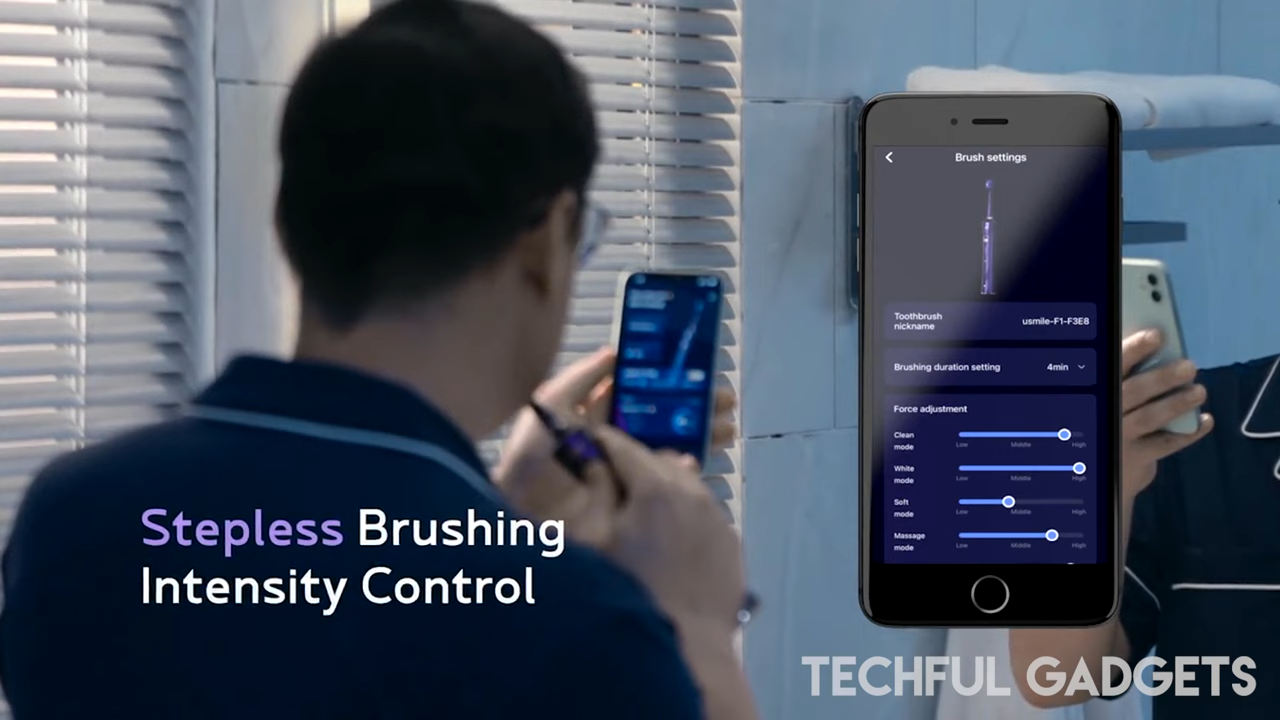 Brush settings
Toothbrush
nickname
usmile-F1-F3E8
Brushing duration setting
4min
Force adjustment
Clean
mode
Low
Middle
High
White
mode
Low
Middle
High
Soft
mode
Low
Middle
High
Massage
mode
Low
Middle
High
Stepless Brushing
Intensity Control
TECHFUL GADGETS